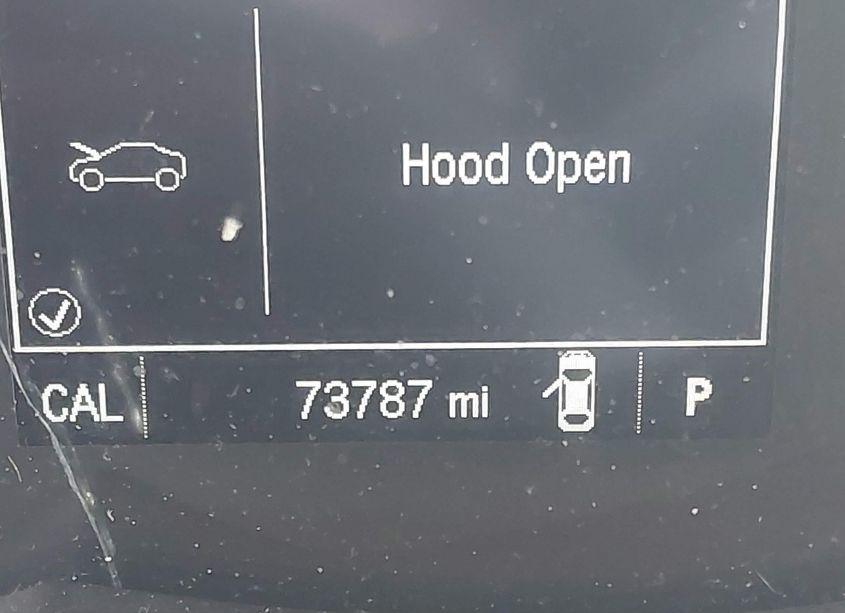 Hood Open
CAL 73787 mi P